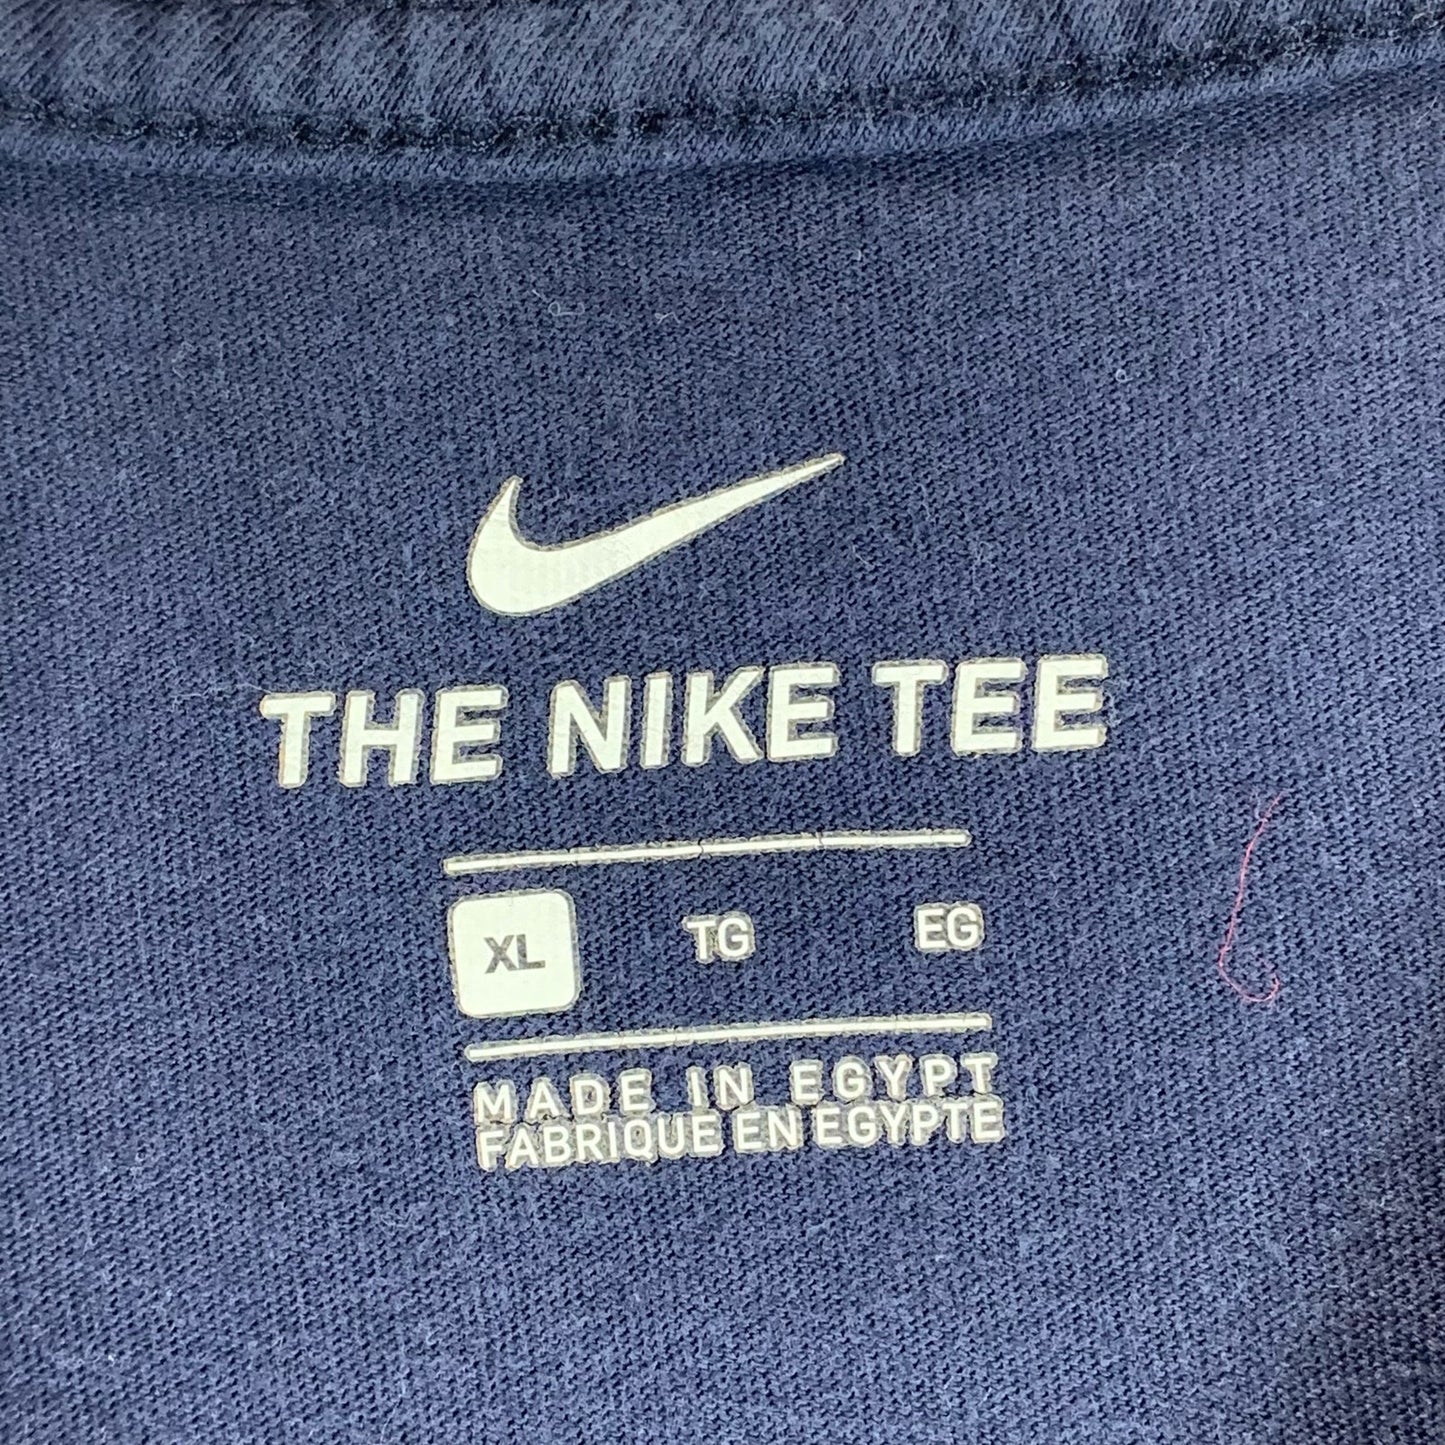 THE NIKE TEE
XL TG EG
MADE IN EGYPT
FABRIQUE EN EGYPTE